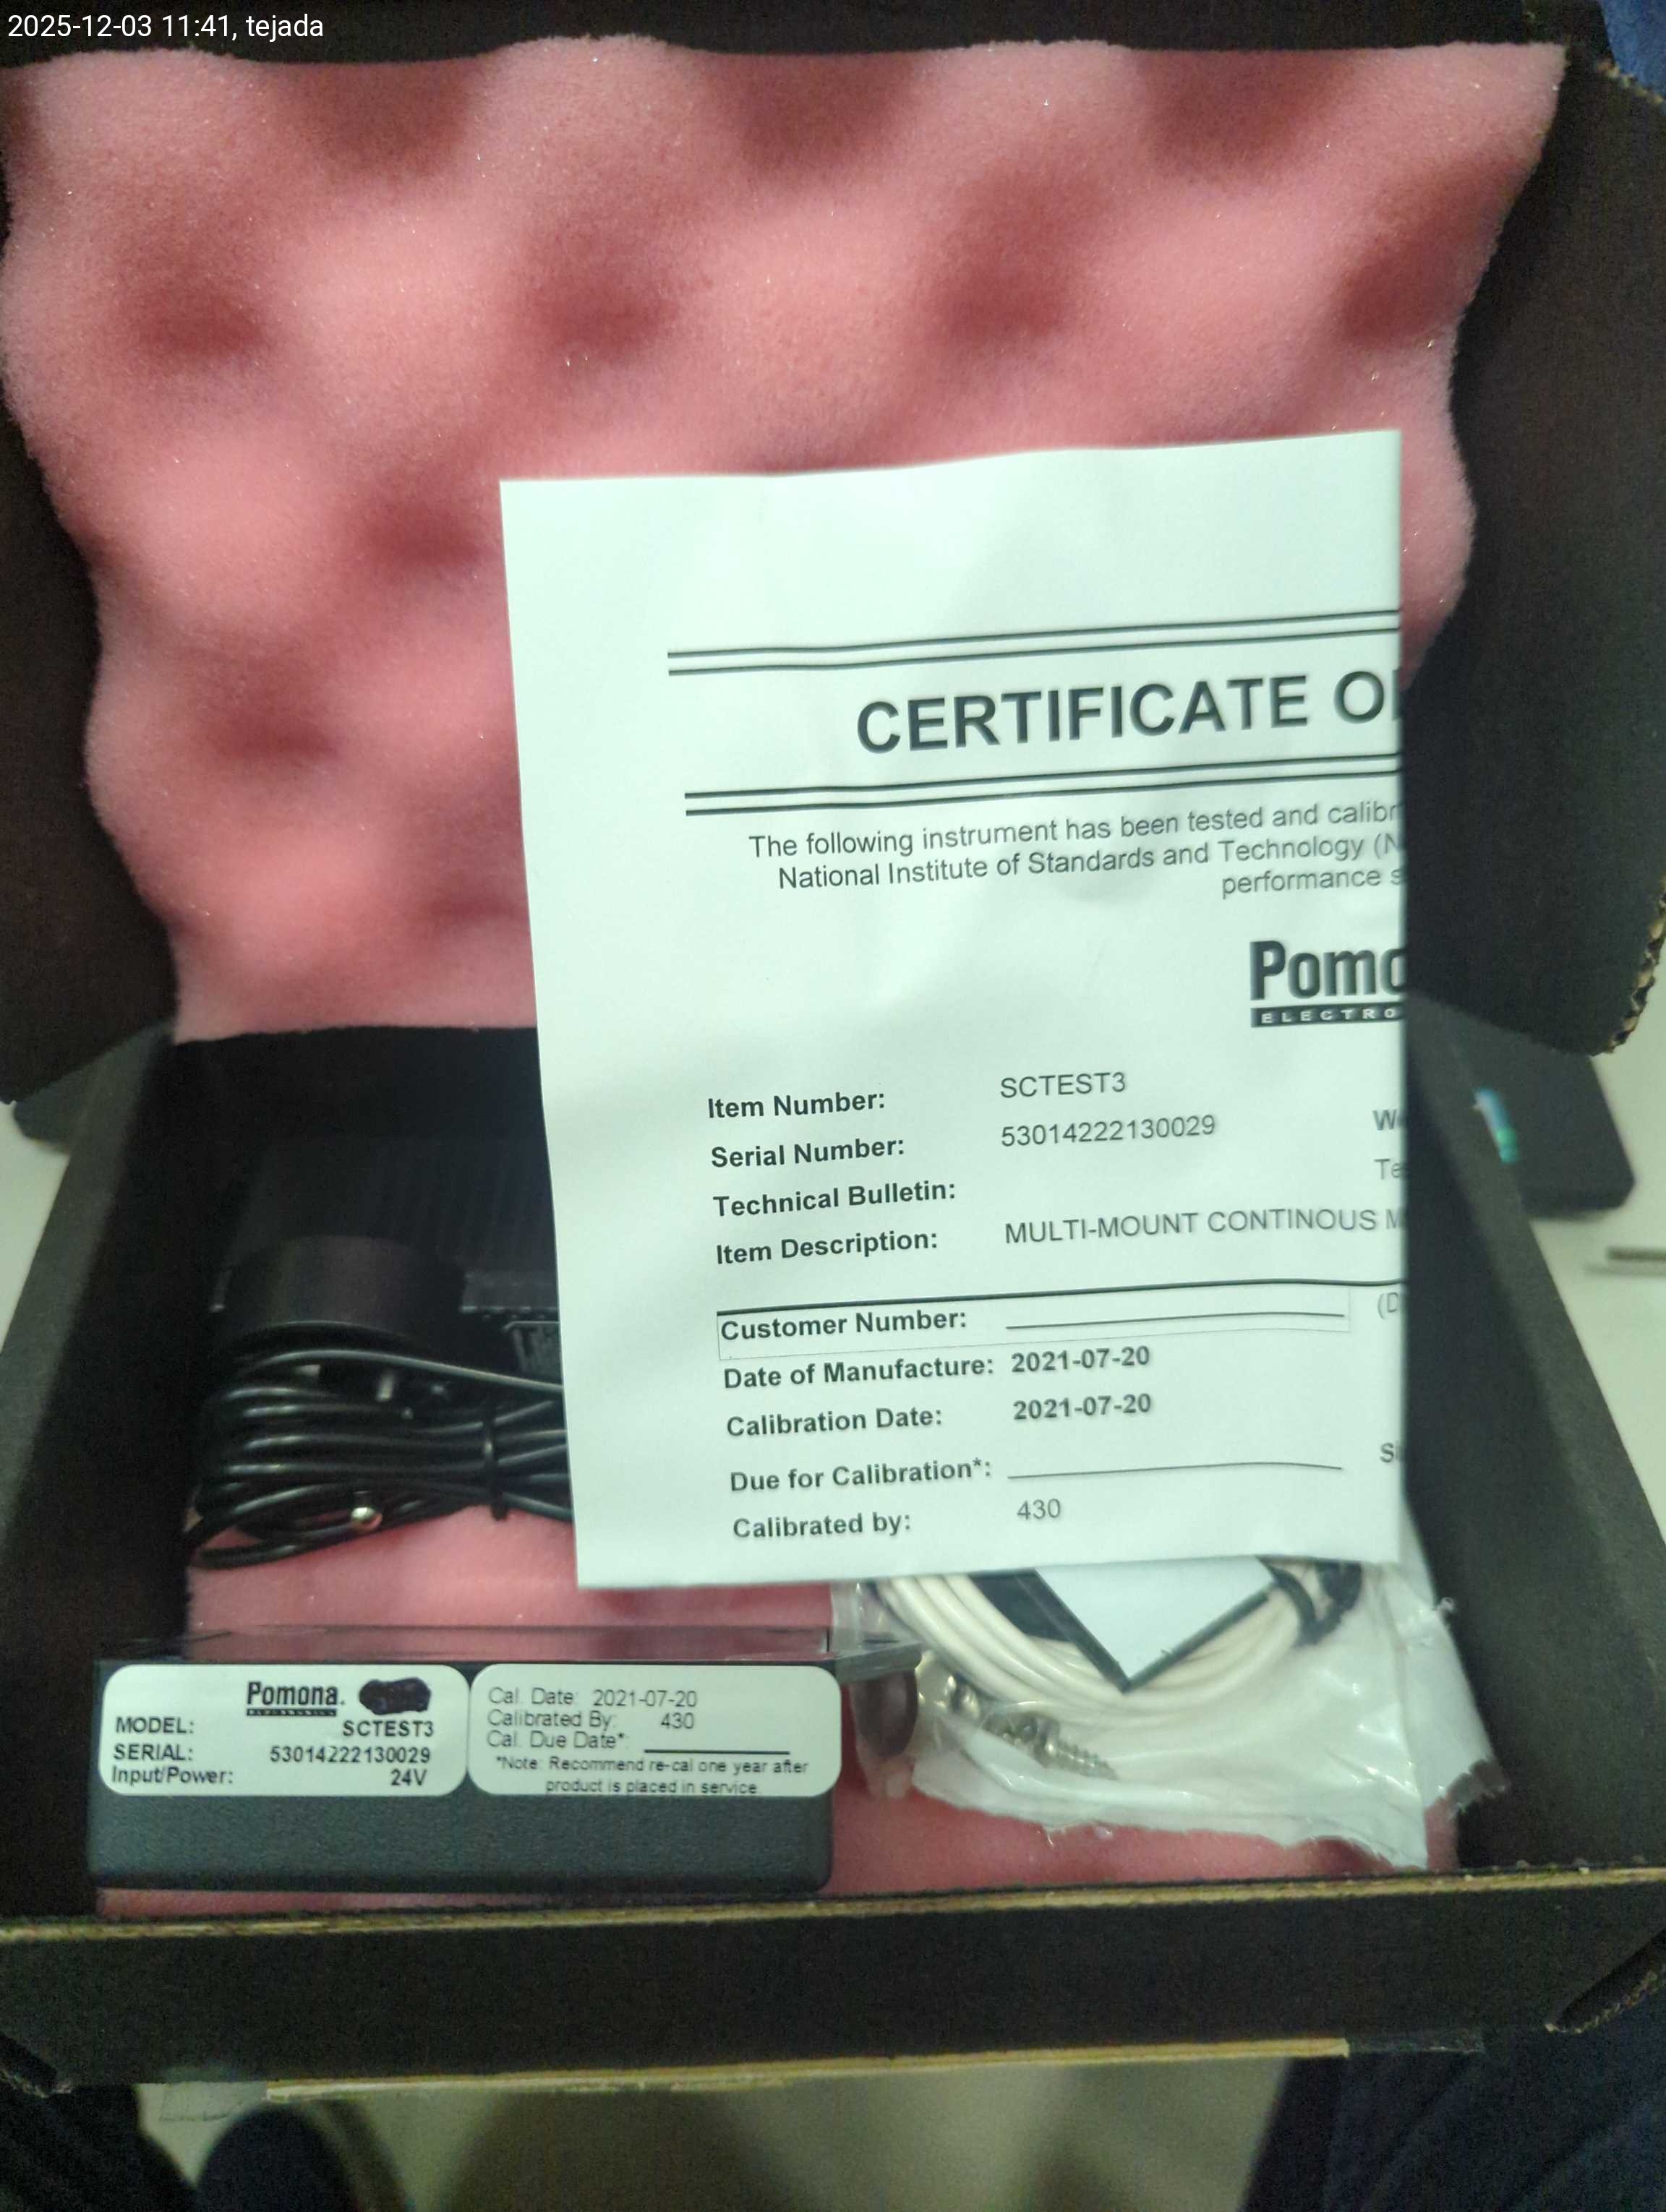 2025-12-03 11:41, tejada
CERTIFICATE O
The following instrument has been tested and calibr
National Institute of Standards and Technology (N
performance s
Pomo
ELECTRO
Item Number: SCTEST3
Serial Number: 53014222130029 W
Technical Bulletin: Te
Item Description: MULTI-MOUNT CONTINOUS M
Customer Number: (D
Date of Manufacture: 2021-07-20
Calibration Date: 2021-07-20
Due for Calibration*: S
Calibrated by: 430
Pomona
ELECTRONICS
MODEL: SCTEST3
SERIAL: 53014222130029
Input/Power: 24V
Cal. Date: 2021-07-20
Calibrated By: 430
Cal. Due Date*:
*Note: Recommend re-cal one year after
product is placed in service